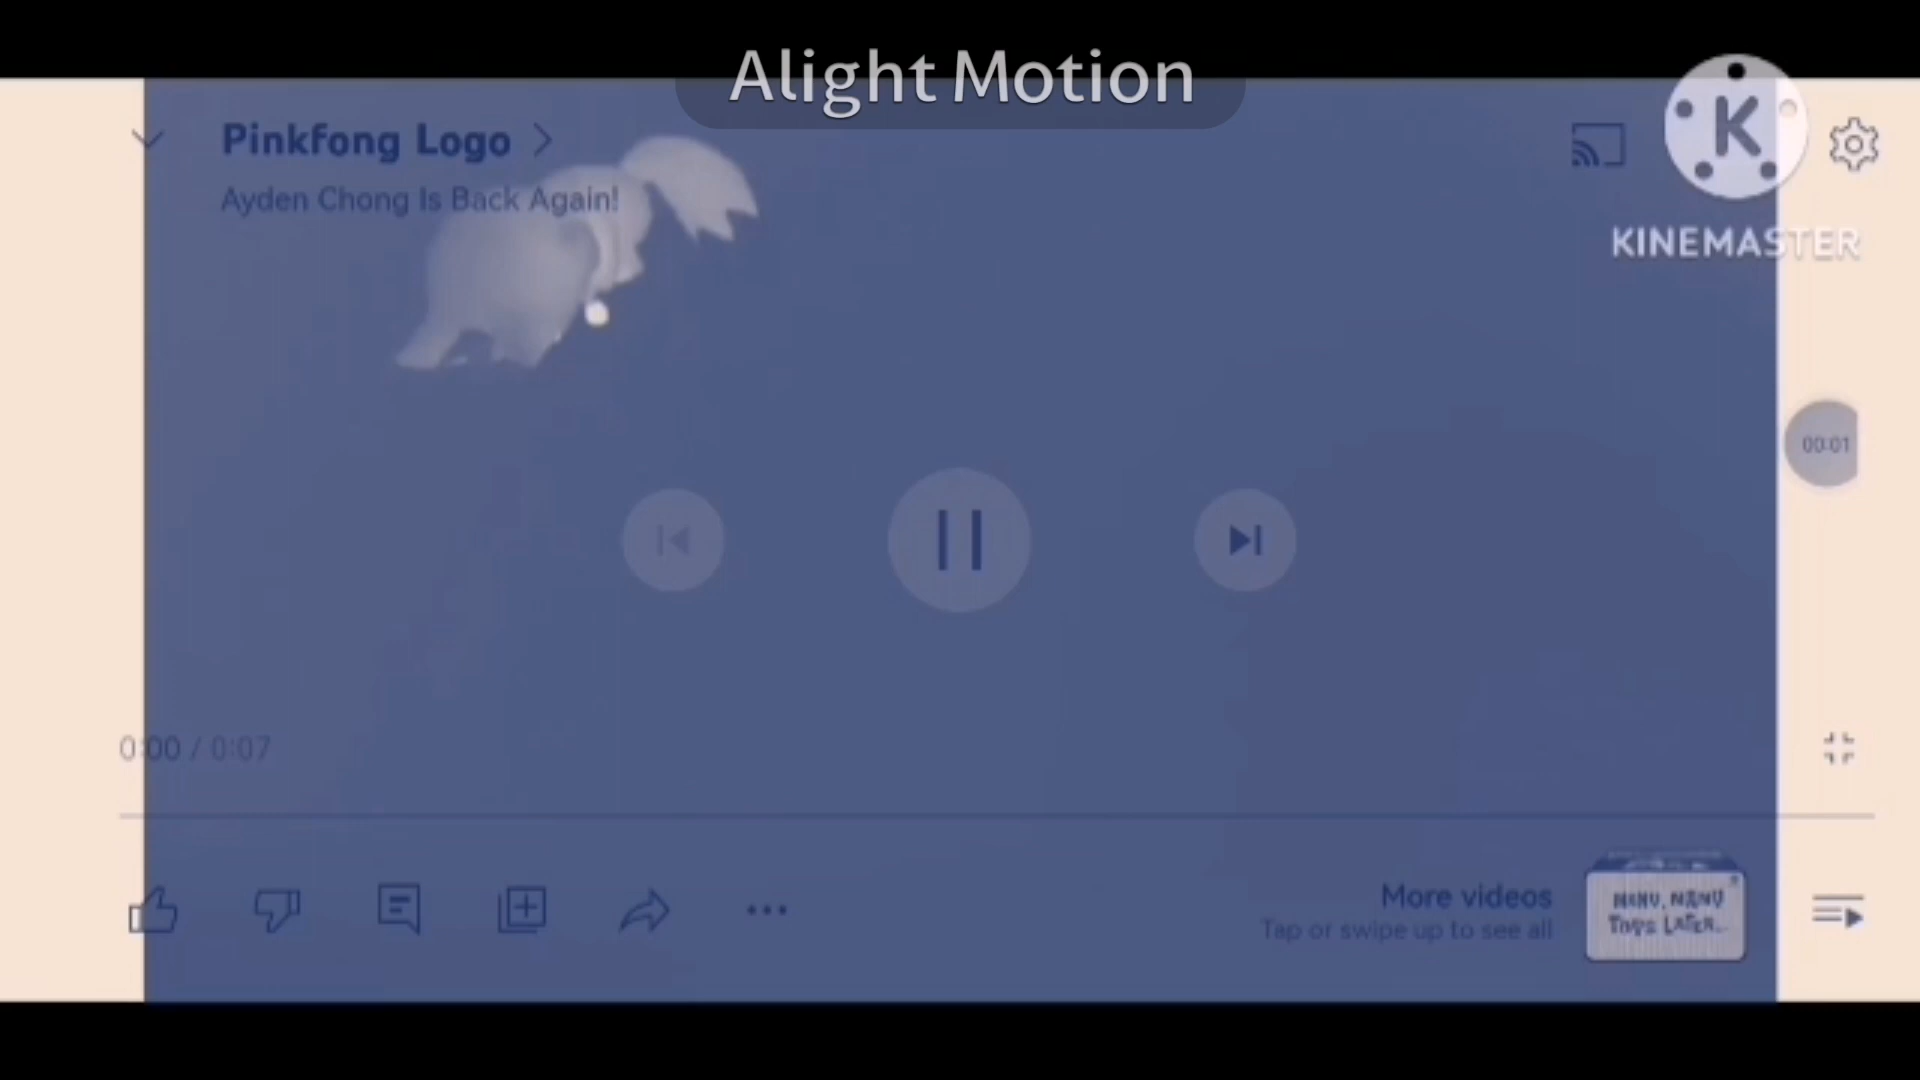 Alight Motion
Pinkfong Logo
Ayden Chong Is Back Again!
K
KINEMASTER
00:01
0:00 / 0:07
More videos
Tap or swipe up to see all
LATER..